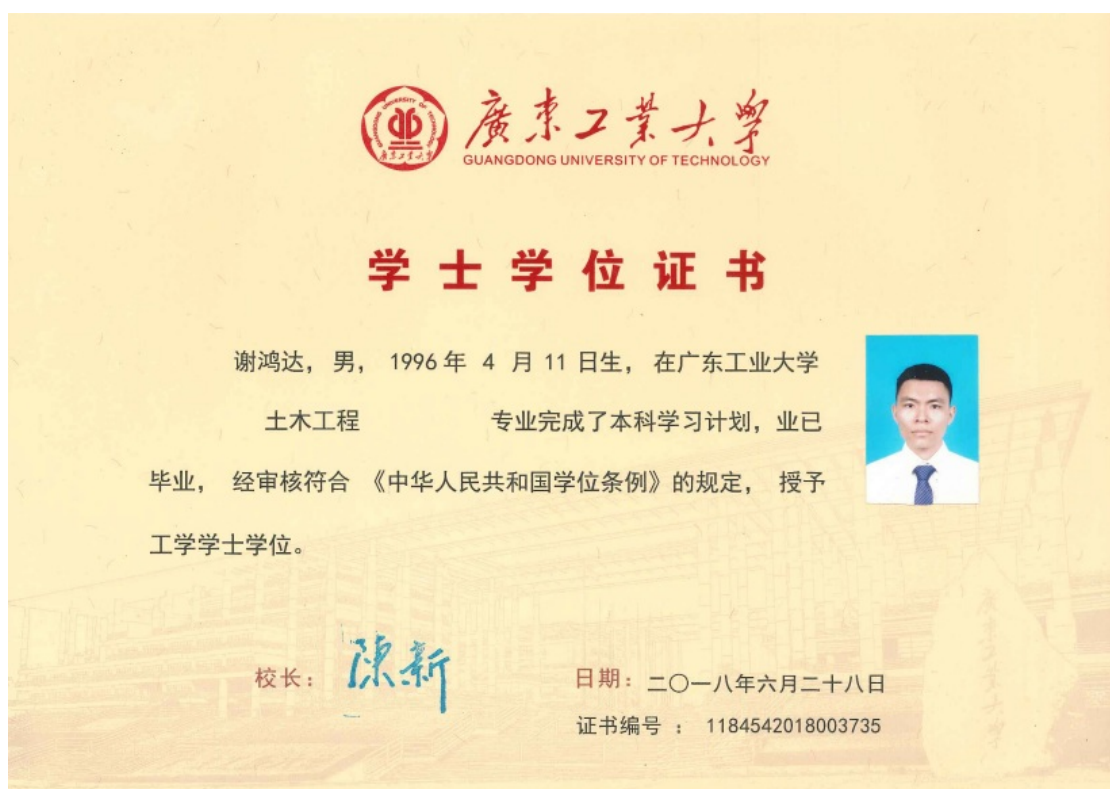 廣東工業大學
GUANGDONG UNIVERSITY OF TECHNOLOGY
学士学位证书
谢鸿达，男， 1996年 4 月 11 日生， 在广东工业大学
土木工程 专业完成了本科学习计划，业已
毕业， 经审核符合 《中华人民共和国学位条例》的规定， 授予
工学学士学位。
校长： 陳新
日期： 二〇一八年六月二十八日
证书编号 ： 1184542018003735